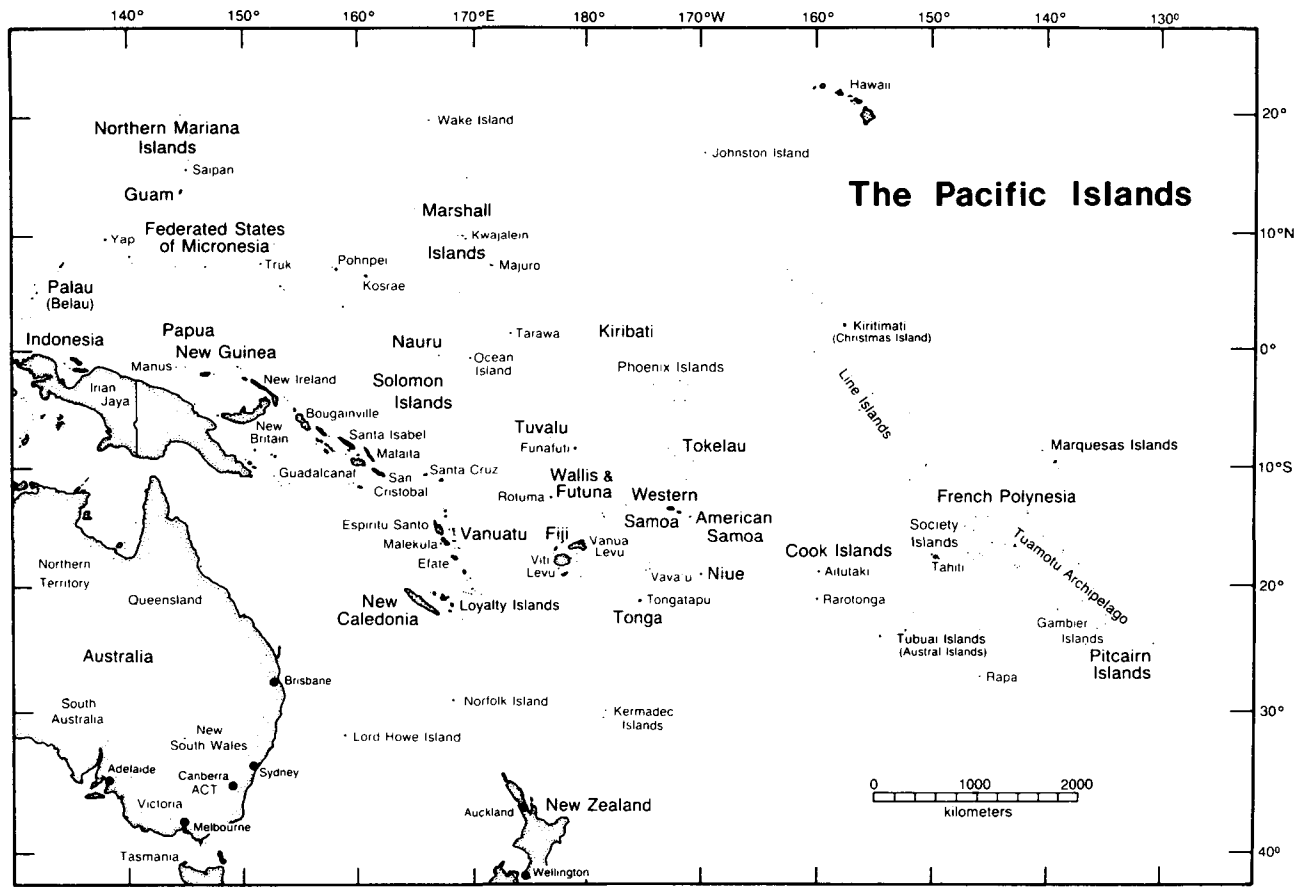 140° 150° 160° 170°E 180° 170°W 160° 150° 140° 130°
Hawaii
20°
Wake Island
Northern Mariana
Islands
Johnston Island
Saipan
The Pacific Islands
Guam
Marshall
Islands
Kwajalein
Majuro
10°N
Federated States
of Micronesia
Yap
Truk
Pohnpei
Kosrae
Palau
(Belau)
Indonesia
Papua
New Guinea
Manus
Irian
Jaya
New Ireland
New
Britain
Bougainville
Nauru
Ocean
Island
Tarawa
Kiribati
Phoenix Islands
Kiritimati
(Christmas Island)
0°
Line Islands
Solomon
Islands
Santa Isabel
Malaita
Guadalcanal
San
Cristobal
Santa Cruz
Tuvalu
Funafuti
Tokelau
Marquesas Islands
10°S
Wallis &
Futuna
Rotuma
Western
Samoa
American
Samoa
French Polynesia
Society
Islands
Tahiti
Tuamotu Archipelago
Espiritu Santo
Malekula
Efate
Vanuatu
Fiji
Vanua
Levu
Viti
Levu
Cook Islands
Aitutaki
Rarotonga
Vava'u
Niue
20°
Tongatapu
Tonga
New
Caledonia
Loyalty Islands
Gambier
Islands
Tubuai Islands
(Austral Islands)
Pitcairn
Islands
Rapa
Northern
Territory
Queensland
Australia
Brisbane
South
Australia
Norfolk Island
Kermadec
Islands
30°
New
South Wales
Lord Howe Island
Adelaide
Canberra
ACT
Sydney
Victoria
Melbourne
Tasmania
Auckland
New Zealand
Wellington
0 1000 2000
kilometers
40°